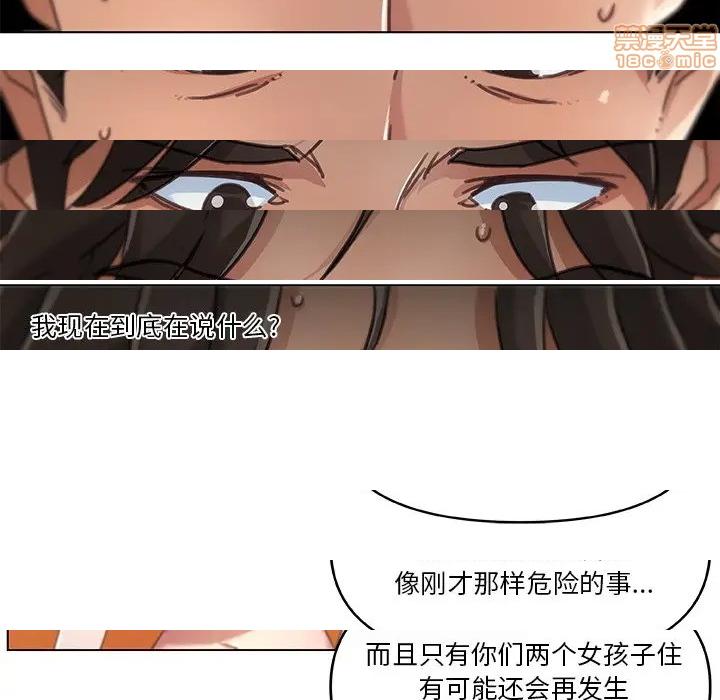 禁漫天堂
18comic
我现在到底在说什么?
像刚才那样危险的事...
而且只有你们两个女孩子住
有可能还会再发生